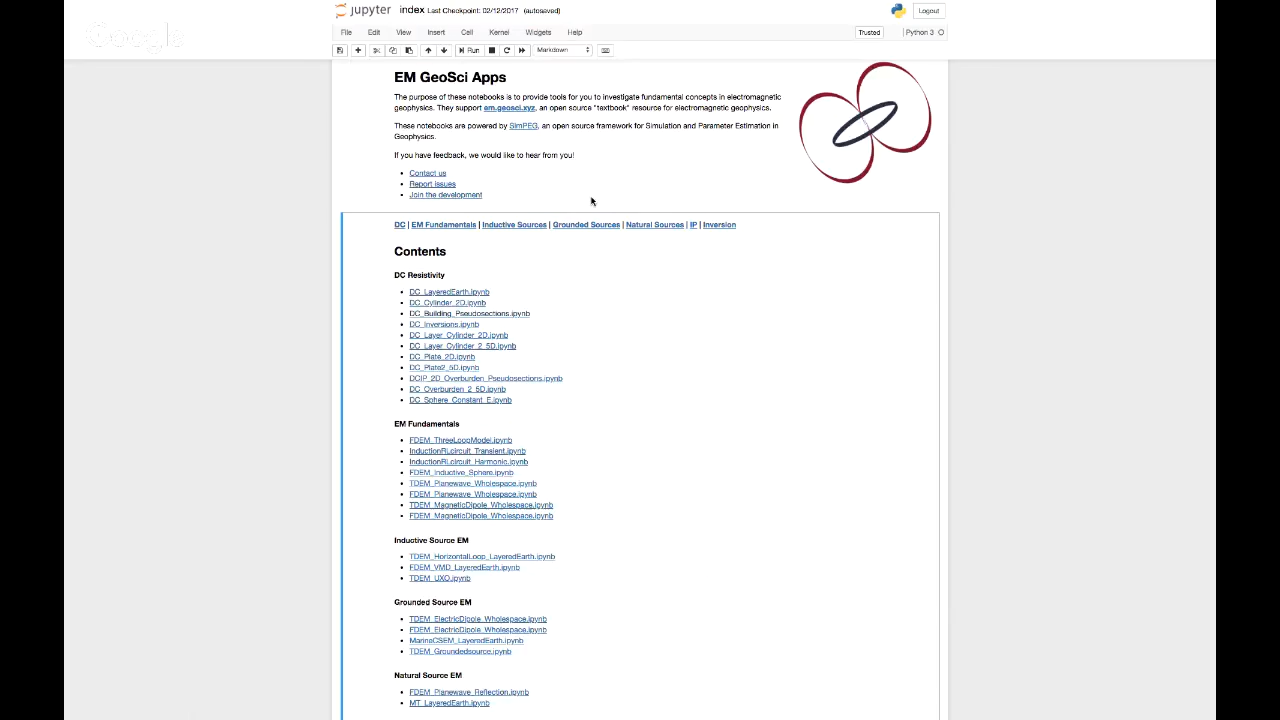 Google
jupyter index Last Checkpoint: 02/12/2017 (autosaved) Logout
File Edit View Insert Cell Kernel Widgets Help Trusted Python 3
Run Markdown
EM GeoSci Apps
The purpose of these notebooks is to provide tools for you to investigate fundamental concepts in electromagnetic
geophysics. They support em.geosci.xyz, an open source "textbook" resource for electromagnetic geophysics.
These notebooks are powered by SimPEG, an open source framework for Simulation and Parameter Estimation in
Geophysics.
If you have feedback, we would like to hear from you!
• Contact us
• Report issues
• Join the development
DC | EM Fundamentals | Inductive Sources | Grounded Sources | Natural Sources | IP | Inversion
Contents
DC Resistivity
• DC_LayeredEarth.ipynb
• DC_Cylinder_2D.ipynb
• DC_Building_Pseudosections.ipynb
• DC_Inversions.ipynb
• DC_Layer_Cylinder_2D.ipynb
• DC_Layer_Cylinder_2_5D.ipynb
• DC_Plate_2D.ipynb
• DC_Plate2_5D.ipynb
• DCIP_2D_Overburden_Pseudosections.ipynb
• DC_Overburden_2_5D.ipynb
• DC_Sphere_Constant_E.ipynb
EM Fundamentals
• FDEM_ThreeLoopModel.ipynb
• InductionRLcircuit_Transient.ipynb
• InductionRLcircuit_Harmonic.ipynb
• FDEM_Inductive_Sphere.ipynb
• TDEM_Planewave_Wholespace.ipynb
• FDEM_Planewave_Wholespace.ipynb
• TDEM_MagneticDipole_Wholespace.ipynb
• FDEM_MagneticDipole_Wholespace.ipynb
Inductive Source EM
• TDEM_HorizontalLoop_LayeredEarth.ipynb
• FDEM_VMD_LayeredEarth.ipynb
• TDEM_UXO.ipynb
Grounded Source EM
• TDEM_ElectricDipole_Wholespace.ipynb
• FDEM_ElectricDipole_Wholespace.ipynb
• MarineCSEM_LayeredEarth.ipynb
• TDEM_Groundedsource.ipynb
Natural Source EM
• FDEM_Planewave_Reflection.ipynb
• MT_LayeredEarth.ipynb